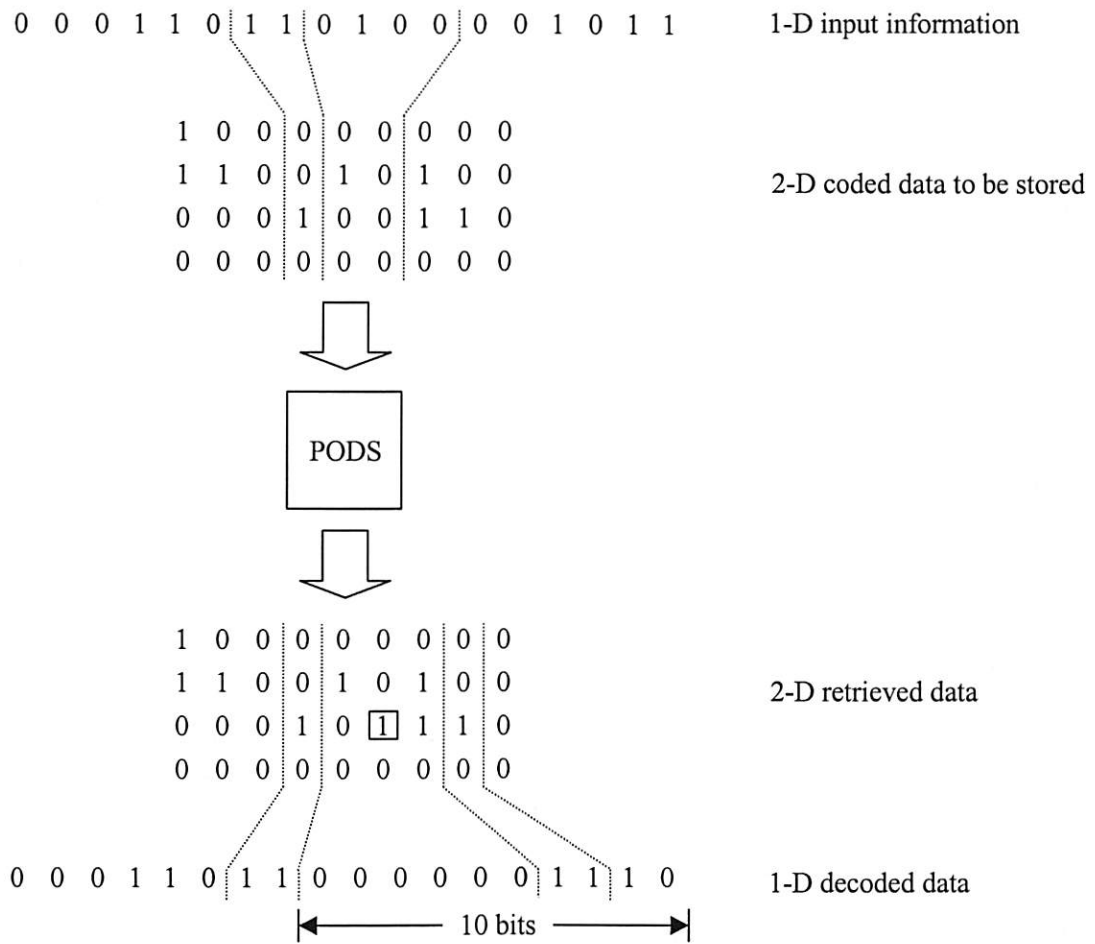 0 0 0 1 1 0 1 1 0 1 0 0 0 0 1 0 1 1 1-D input information
1 0 0 0 0 0 0 0 0
1 1 0 0 1 0 1 0 0 2-D coded data to be stored
0 0 0 1 0 0 1 1 0
0 0 0 0 0 0 0 0 0
PODS
1 0 0 0 0 0 0 0 0
1 1 0 0 1 0 1 0 0 2-D retrieved data
0 0 0 1 0 1 1 1 0
0 0 0 0 0 0 0 0 0
0 0 0 1 1 0 1 1 0 0 0 0 0 0 1 1 1 0 1-D decoded data
10 bits